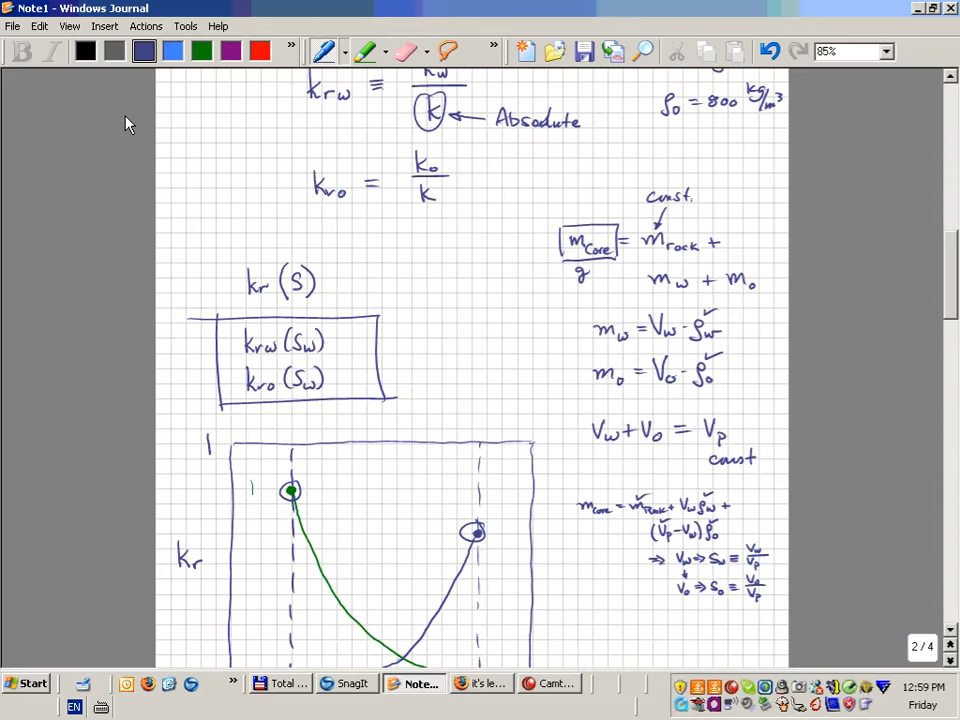 Note1 - Windows Journal
File Edit View Insert Actions Tools Help
B I » » 85%
krw ≡ kw / k ← Absolute
ρo = 800 kg/m³
kro = ko / k
const.
mcore = mrock +
g
mw + mo
kr (S)
krw (Sw)
kro (Sw)
mw = Vw · ρw ✓
mo = Vo · ρo ✓
Vw + Vo = Vp
const
1
1
kr
mcore = mRock ✓ + Vw ρw ✓ +
(Vp ✓ - Vw) ρo ✓
⇒ Vw ⇒ Sw ≡ Vw / Vp
↓
Vo ⇒ So ≡ Vo / Vp
2 / 4
Start » Total ... SnagIt Note... it's le... Camt... 12:59 PM
EN Friday